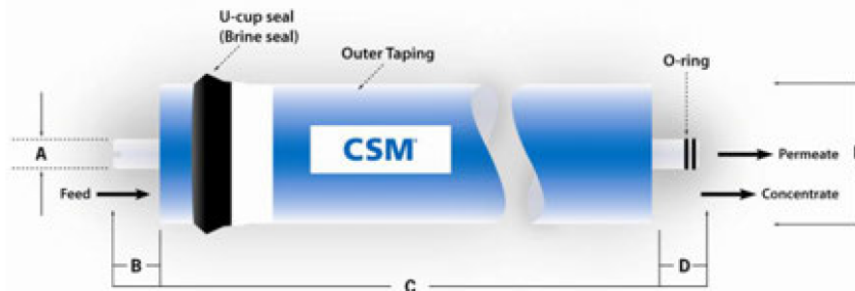 U-cup seal
(Brine seal)
Outer Taping
O-ring
A
CSM
Permeate
Feed
Concentrate
B
C
D